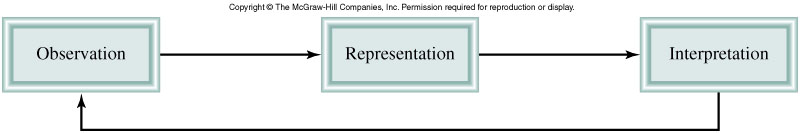 Copyright © The McGraw-Hill Companies, Inc. Permission required for reproduction or display.
Observation
Representation
Interpretation